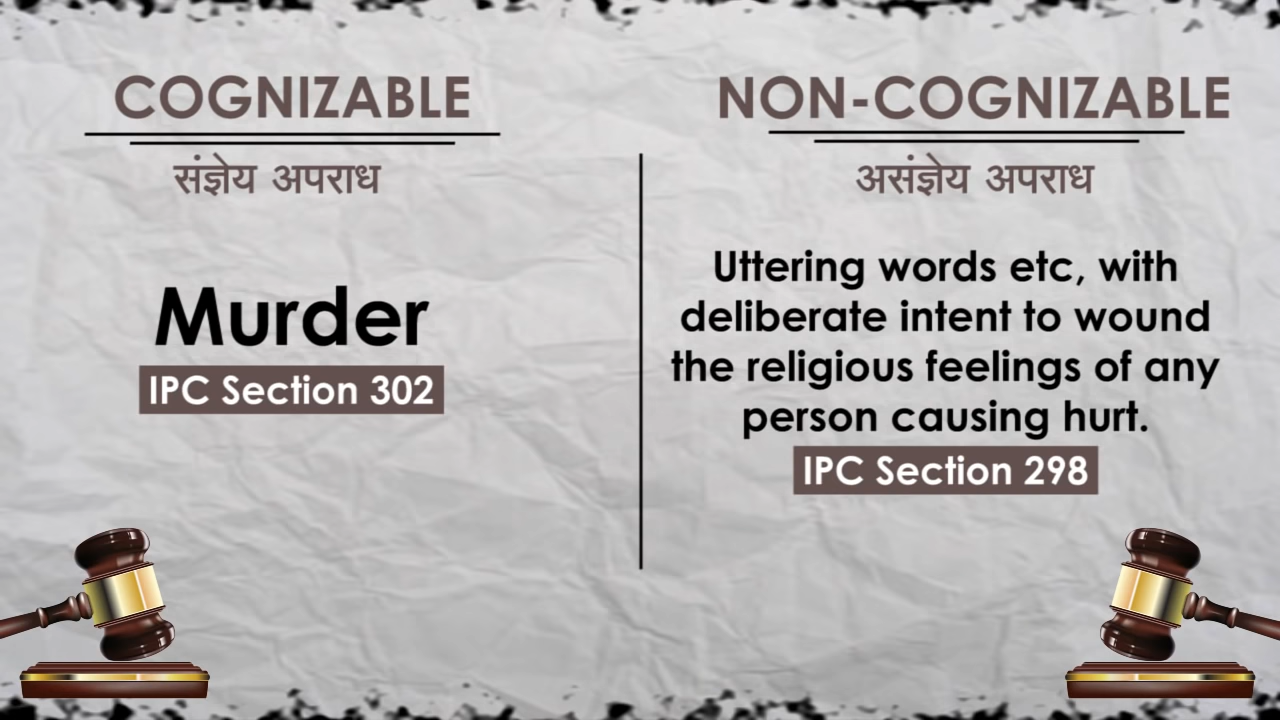 COGNIZABLE
संज्ञेय अपराध
Murder
IPC Section 302
NON-COGNIZABLE
असंज्ञेय अपराध
Uttering words etc, with
deliberate intent to wound
the religious feelings of any
person causing hurt.
IPC Section 298